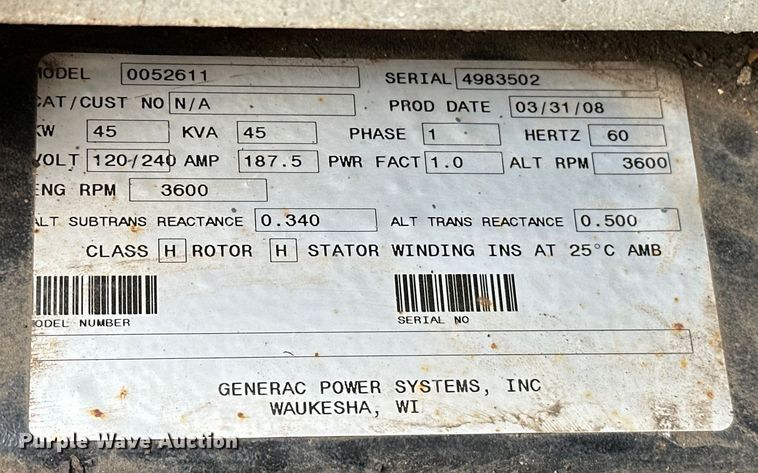 MODEL 0052611 SERIAL 4983502
CAT/CUST NO N/A PROD DATE 03/31/08
KW 45 KVA 45 PHASE 1 HERTZ 60
VOLT 120/240 AMP 187.5 PWR FACT 1.0 ALT RPM 3600
ENG RPM 3600
ALT SUBTRANS REACTANCE 0.340 ALT TRANS REACTANCE 0.500
CLASS H ROTOR H STATOR WINDING INS AT 25°C AMB
MODEL NUMBER SERIAL NO
GENERAC POWER SYSTEMS, INC
WAUKESHA, WI
Purple Wave Auction